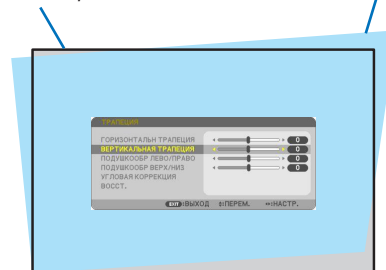 ТРАПЕЦИЯ
ГОРИЗОНТАЛЬН ТРАПЕЦИЯ 0
ВЕРТИКАЛЬНАЯ ТРАПЕЦИЯ 0
ПОДУШКООБР ЛЕВО/ПРАВО 0
ПОДУШКООБР ВЕРХ/НИЗ 0
УГЛОВАЯ КОРРЕКЦИЯ
ВОССТ.
EXIT :ВЫХОД ↕:ПЕРЕМ. ↔:НАСТР.